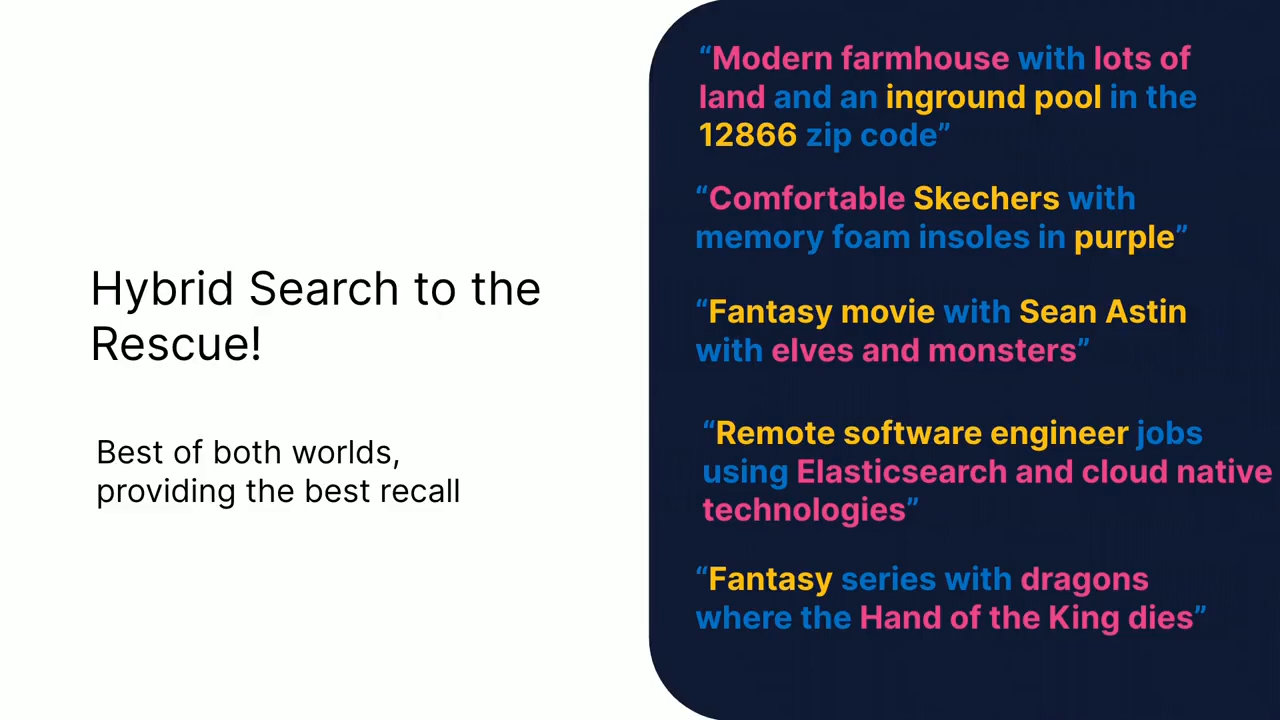 Hybrid Search to the
Rescue!
Best of both worlds,
providing the best recall
“Modern farmhouse with lots of
land and an inground pool in the
12866 zip code”
“Comfortable Skechers with
memory foam insoles in purple”
“Fantasy movie with Sean Astin
with elves and monsters”
“Remote software engineer jobs
using Elasticsearch and cloud native
technologies”
“Fantasy series with dragons
where the Hand of the King dies”